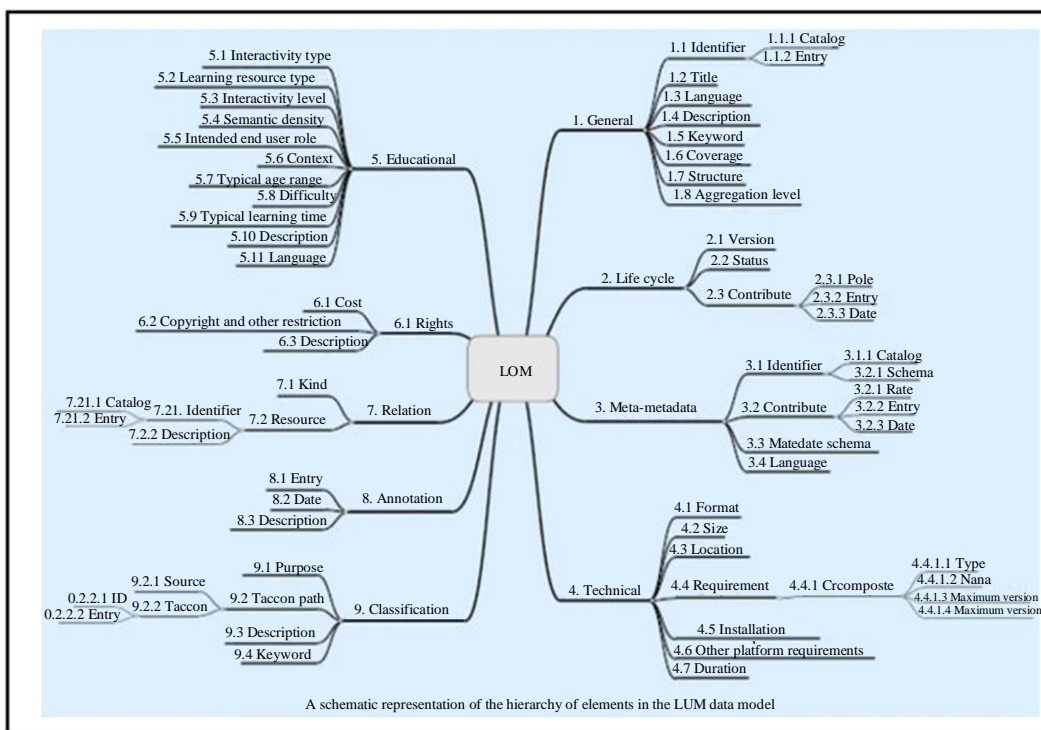 LOM
1. General
1.1 Identifier
1.1.1 Catalog
1.1.2 Entry
1.2 Title
1.3 Language
1.4 Description
1.5 Keyword
1.6 Coverage
1.7 Structure
1.8 Aggregation level
2. Life cycle
2.1 Version
2.2 Status
2.3 Contribute
2.3.1 Pole
2.3.2 Entry
2.3.3 Date
3. Meta-metadata
3.1 Identifier
3.1.1 Catalog
3.2.1 Schema
3.2 Contribute
3.2.1 Rate
3.2.2 Entry
3.2.3 Date
3.3 Matedate schema
3.4 Language
4. Technical
4.1 Format
4.2 Size
4.3 Location
4.4 Requirement
4.4.1 Crcomposte
4.4.1.1 Type
4.4.1.2 Nana
4.4.1.3 Maximum version
4.4.1.4 Maximum version
4.5 Installation
4.6 Other platform requirements
4.7 Duration
5. Educational
5.1 Interactivity type
5.2 Learning resource type
5.3 Interactivity level
5.4 Semantic density
5.5 Intended end user role
5.6 Context
5.7 Typical age range
5.8 Difficulty
5.9 Typical learning time
5.10 Description
5.11 Language
6.1 Rights
6.1 Cost
6.2 Copyright and other restriction
6.3 Description
7. Relation
7.1 Kind
7.2 Resource
7.21. Identifier
7.21.1 Catalog
7.21.2 Entry
7.2.2 Description
8. Annotation
8.1 Entry
8.2 Date
8.3 Description
9. Classification
9.1 Purpose
9.2 Taccon path
9.2.1 Source
9.2.2 Taccon
0.2.2.1 ID
0.2.2.2 Entry
9.3 Description
9.4 Keyword
A schematic representation of the hierarchy of elements in the LUM data model